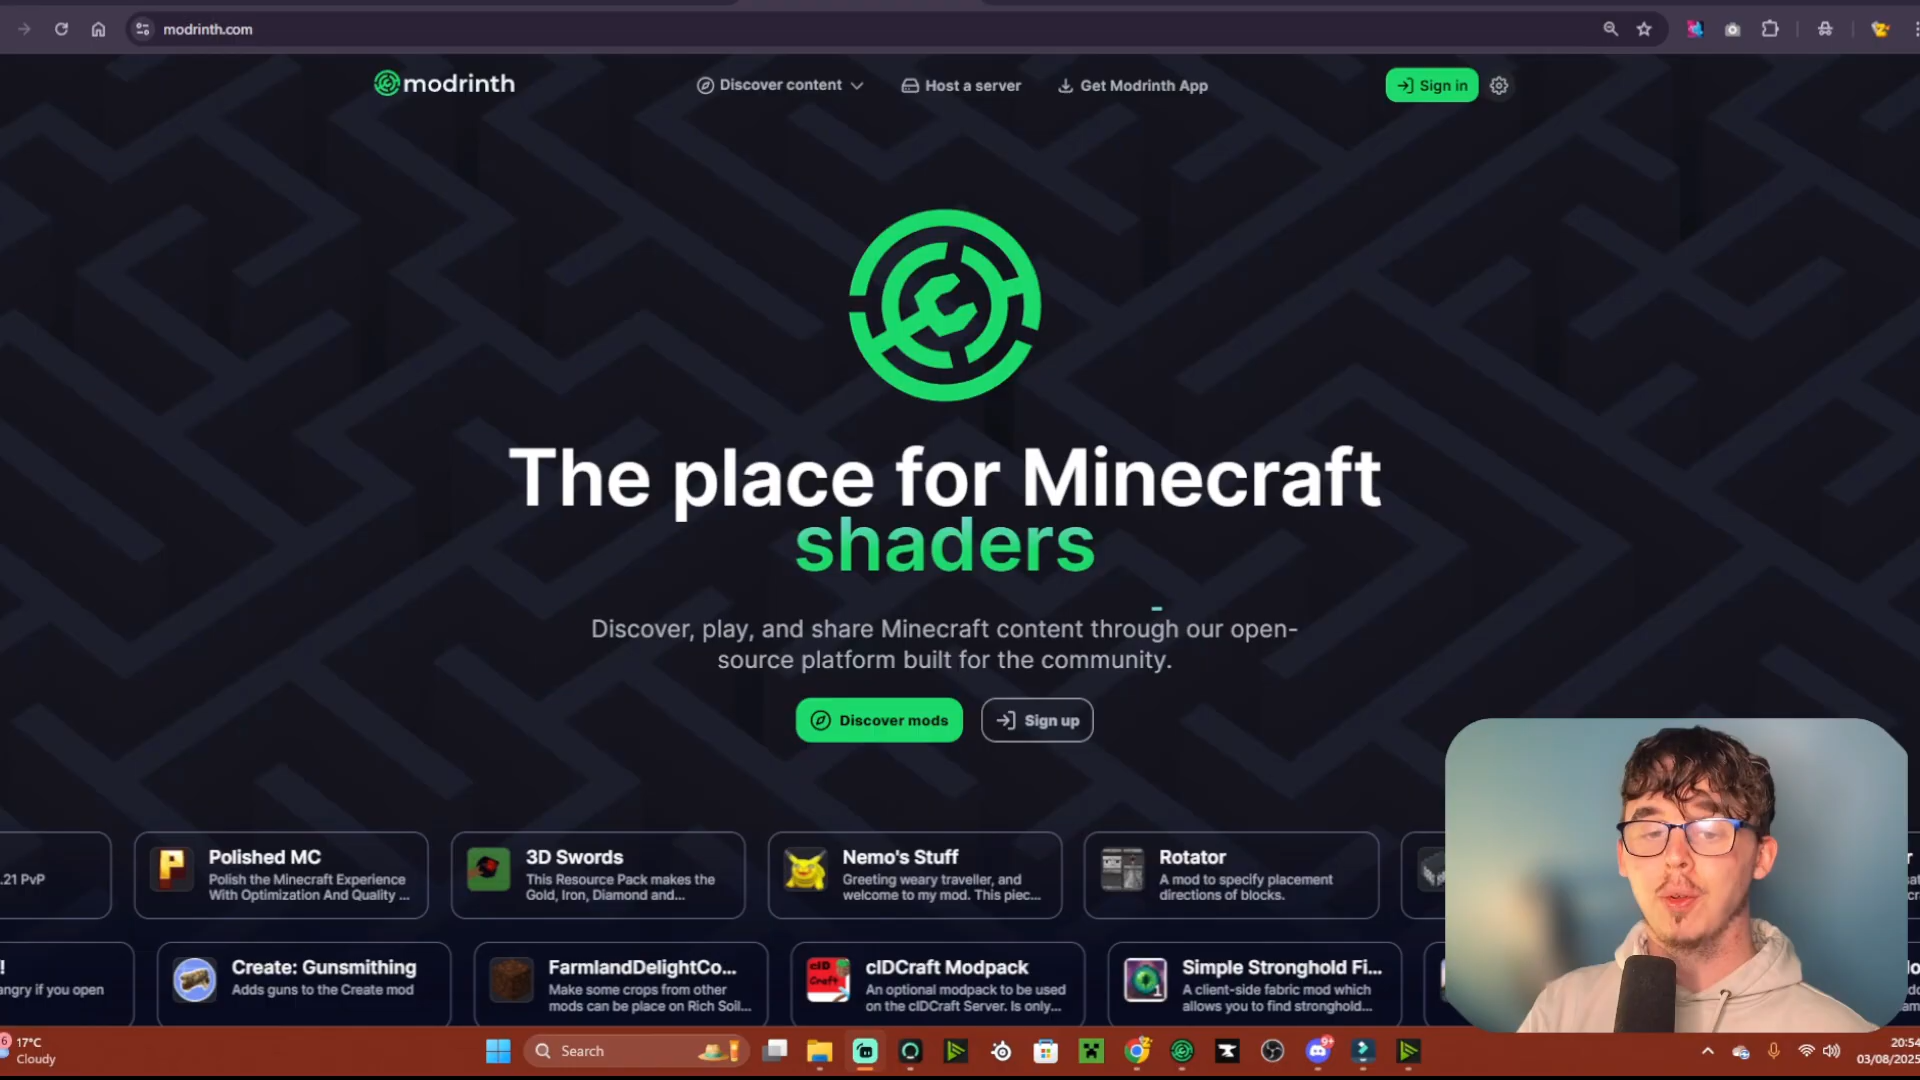 modrinth.com
modrinth
Discover content
Host a server
Get Modrinth App
Sign in
The place for Minecraft
shaders
Discover, play, and share Minecraft content through our open-
source platform built for the community.
Discover mods
Sign up
.21 PvP
Polished MC
Polish the Minecraft Experience
With Optimization And Quality ...
3D Swords
This Resource Pack makes the
Gold, Iron, Diamond and...
Nemo's Stuff
Greeting weary traveller, and
welcome to my mod. This piec...
Rotator
A mod to specify placement
directions of blocks.
!
angry if you open
Create: Gunsmithing
Adds guns to the Create mod
FarmlandDelightCo...
Make some crops from other
mods can be place on Rich Soil...
cIDCraft Modpack
An optional modpack to be used
on the cIDCraft Server. Is only...
Simple Stronghold Fi...
A client-side fabric mod which
allows you to find stronghold...
6
17°C
Cloudy
Search
9+
20:54
03/08/2025